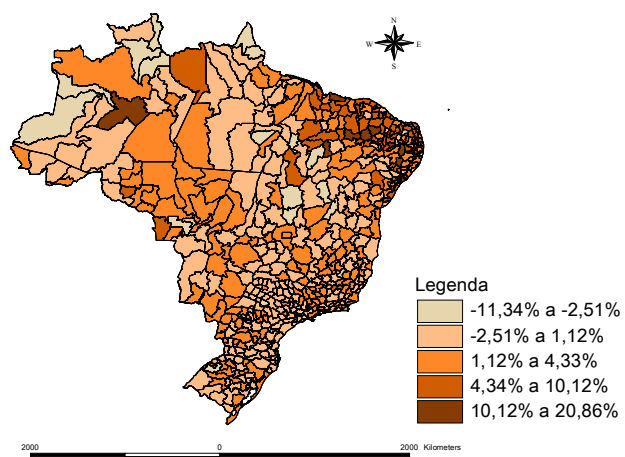 N
W E
S
Legenda
-11,34% a -2,51%
-2,51% a 1,12%
1,12% a 4,33%
4,34% a 10,12%
10,12% a 20,86%
2000 0 2000 Kilometers